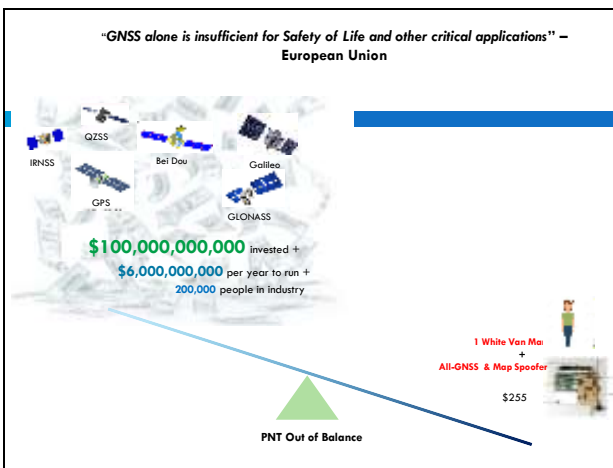 “GNSS alone is insufficient for Safety of Life and other critical applications” –
European Union
QZSS
IRNSS
Bei Dou
Galileo
GPS
GLONASS
$100,000,000,000 invested +
$6,000,000,000 per year to run +
200,000 people in industry
1 White Van Ma
+
All-GNSS & Map Spoofer
$255
PNT Out of Balance